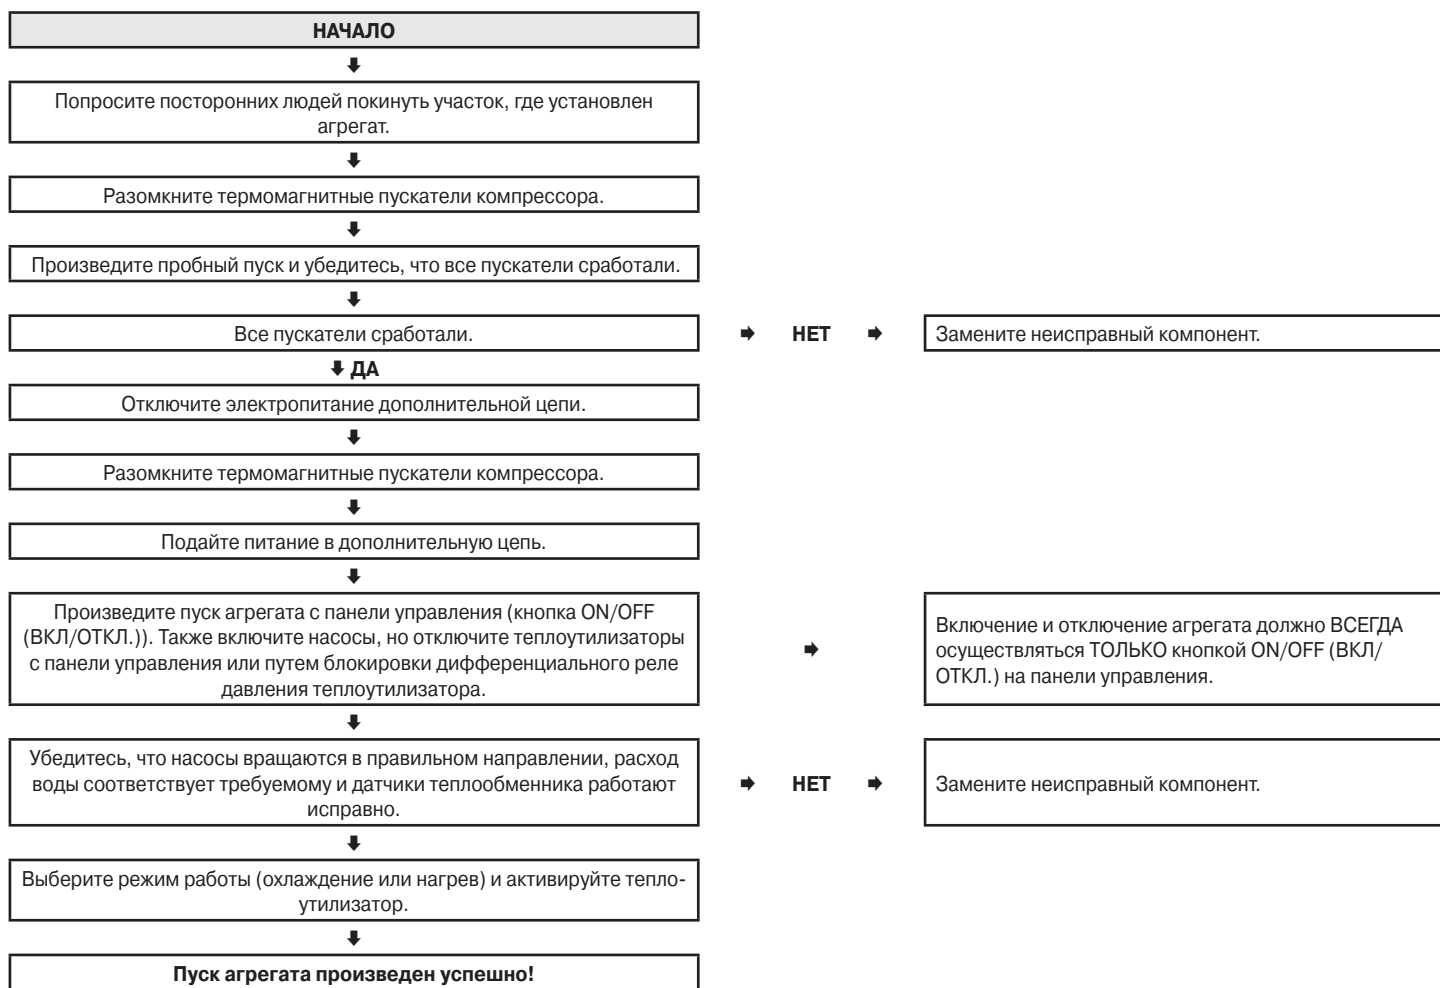 НАЧАЛО
Попросите посторонних людей покинуть участок, где установлен
агрегат.
Разомкните термомагнитные пускатели компрессора.
Произведите пробный пуск и убедитесь, что все пускатели сработали.
Все пускатели сработали.
НЕТ
Замените неисправный компонент.
ДА
Отключите электропитание дополнительной цепи.
Разомкните термомагнитные пускатели компрессора.
Подайте питание в дополнительную цепь.
Произведите пуск агрегата с панели управления (кнопка ON/OFF
(ВКЛ/ОТКЛ.)). Также включите насосы, но отключите теплоутилизаторы
с панели управления или путем блокировки дифференциального реле
давления теплоутилизатора.
Включение и отключение агрегата должно ВСЕГДА
осуществляться ТОЛЬКО кнопкой ON/OFF (ВКЛ/
ОТКЛ.) на панели управления.
Убедитесь, что насосы вращаются в правильном направлении, расход
воды соответствует требуемому и датчики теплообменника работают
исправно.
НЕТ
Замените неисправный компонент.
Выберите режим работы (охлаждение или нагрев) и активируйте тепло-
утилизатор.
Пуск агрегата произведен успешно!